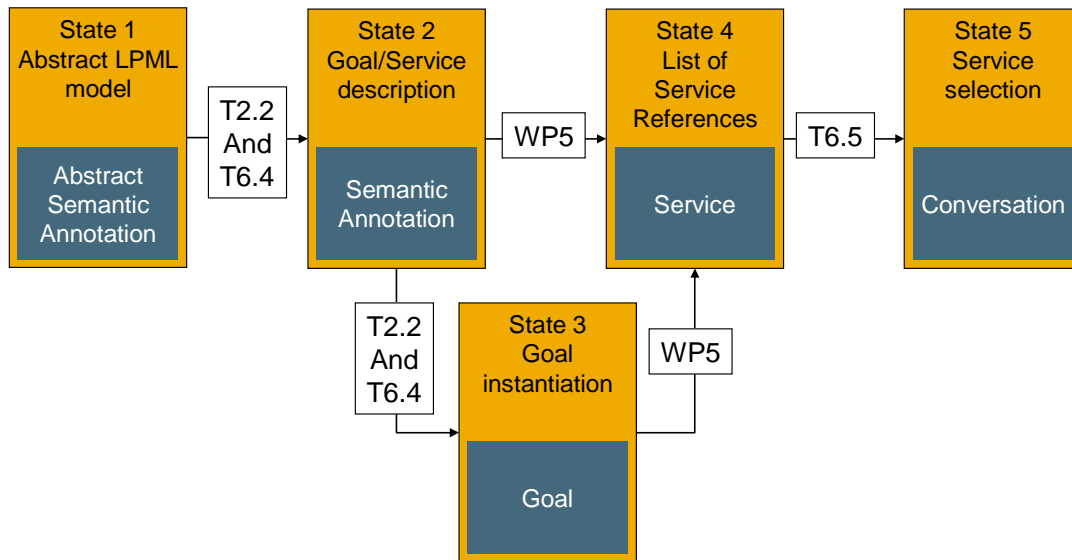 State 1
Abstract LPML
model
Abstract
Semantic
Annotation
T2.2
And
T6.4
State 2
Goal/Service
description
Semantic
Annotation
WP5
State 4
List of
Service
References
Service
T6.5
State 5
Service
selection
Conversation
T2.2
And
T6.4
State 3
Goal
instantiation
Goal
WP5